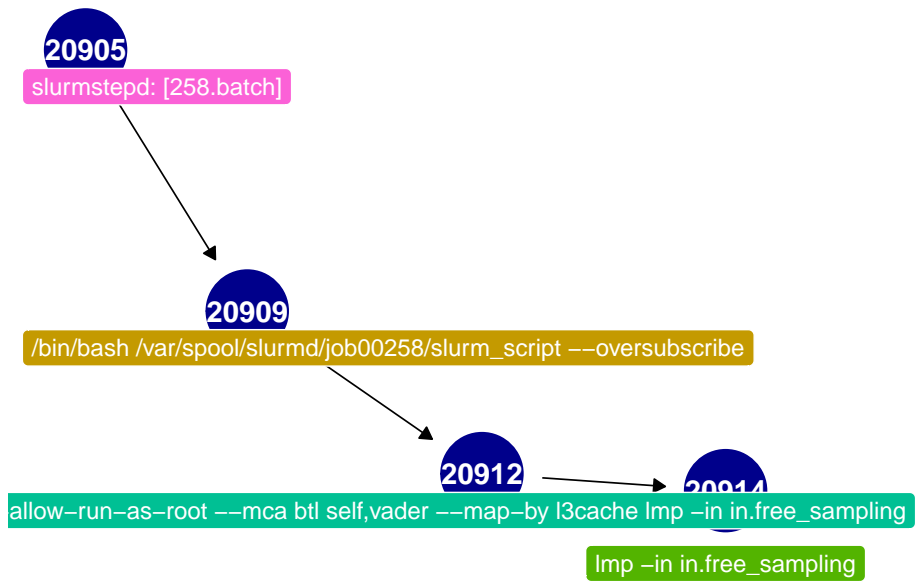 20905
slurmstepd: [258.batch]
20909
/bin/bash /var/spool/slurmd/job00258/slurm_script −−oversubscribe
20912
20914
allow−run−as−root −−mca btl self,vader −−map−by l3cache lmp −in in.free_sampling
lmp −in in.free_sampling